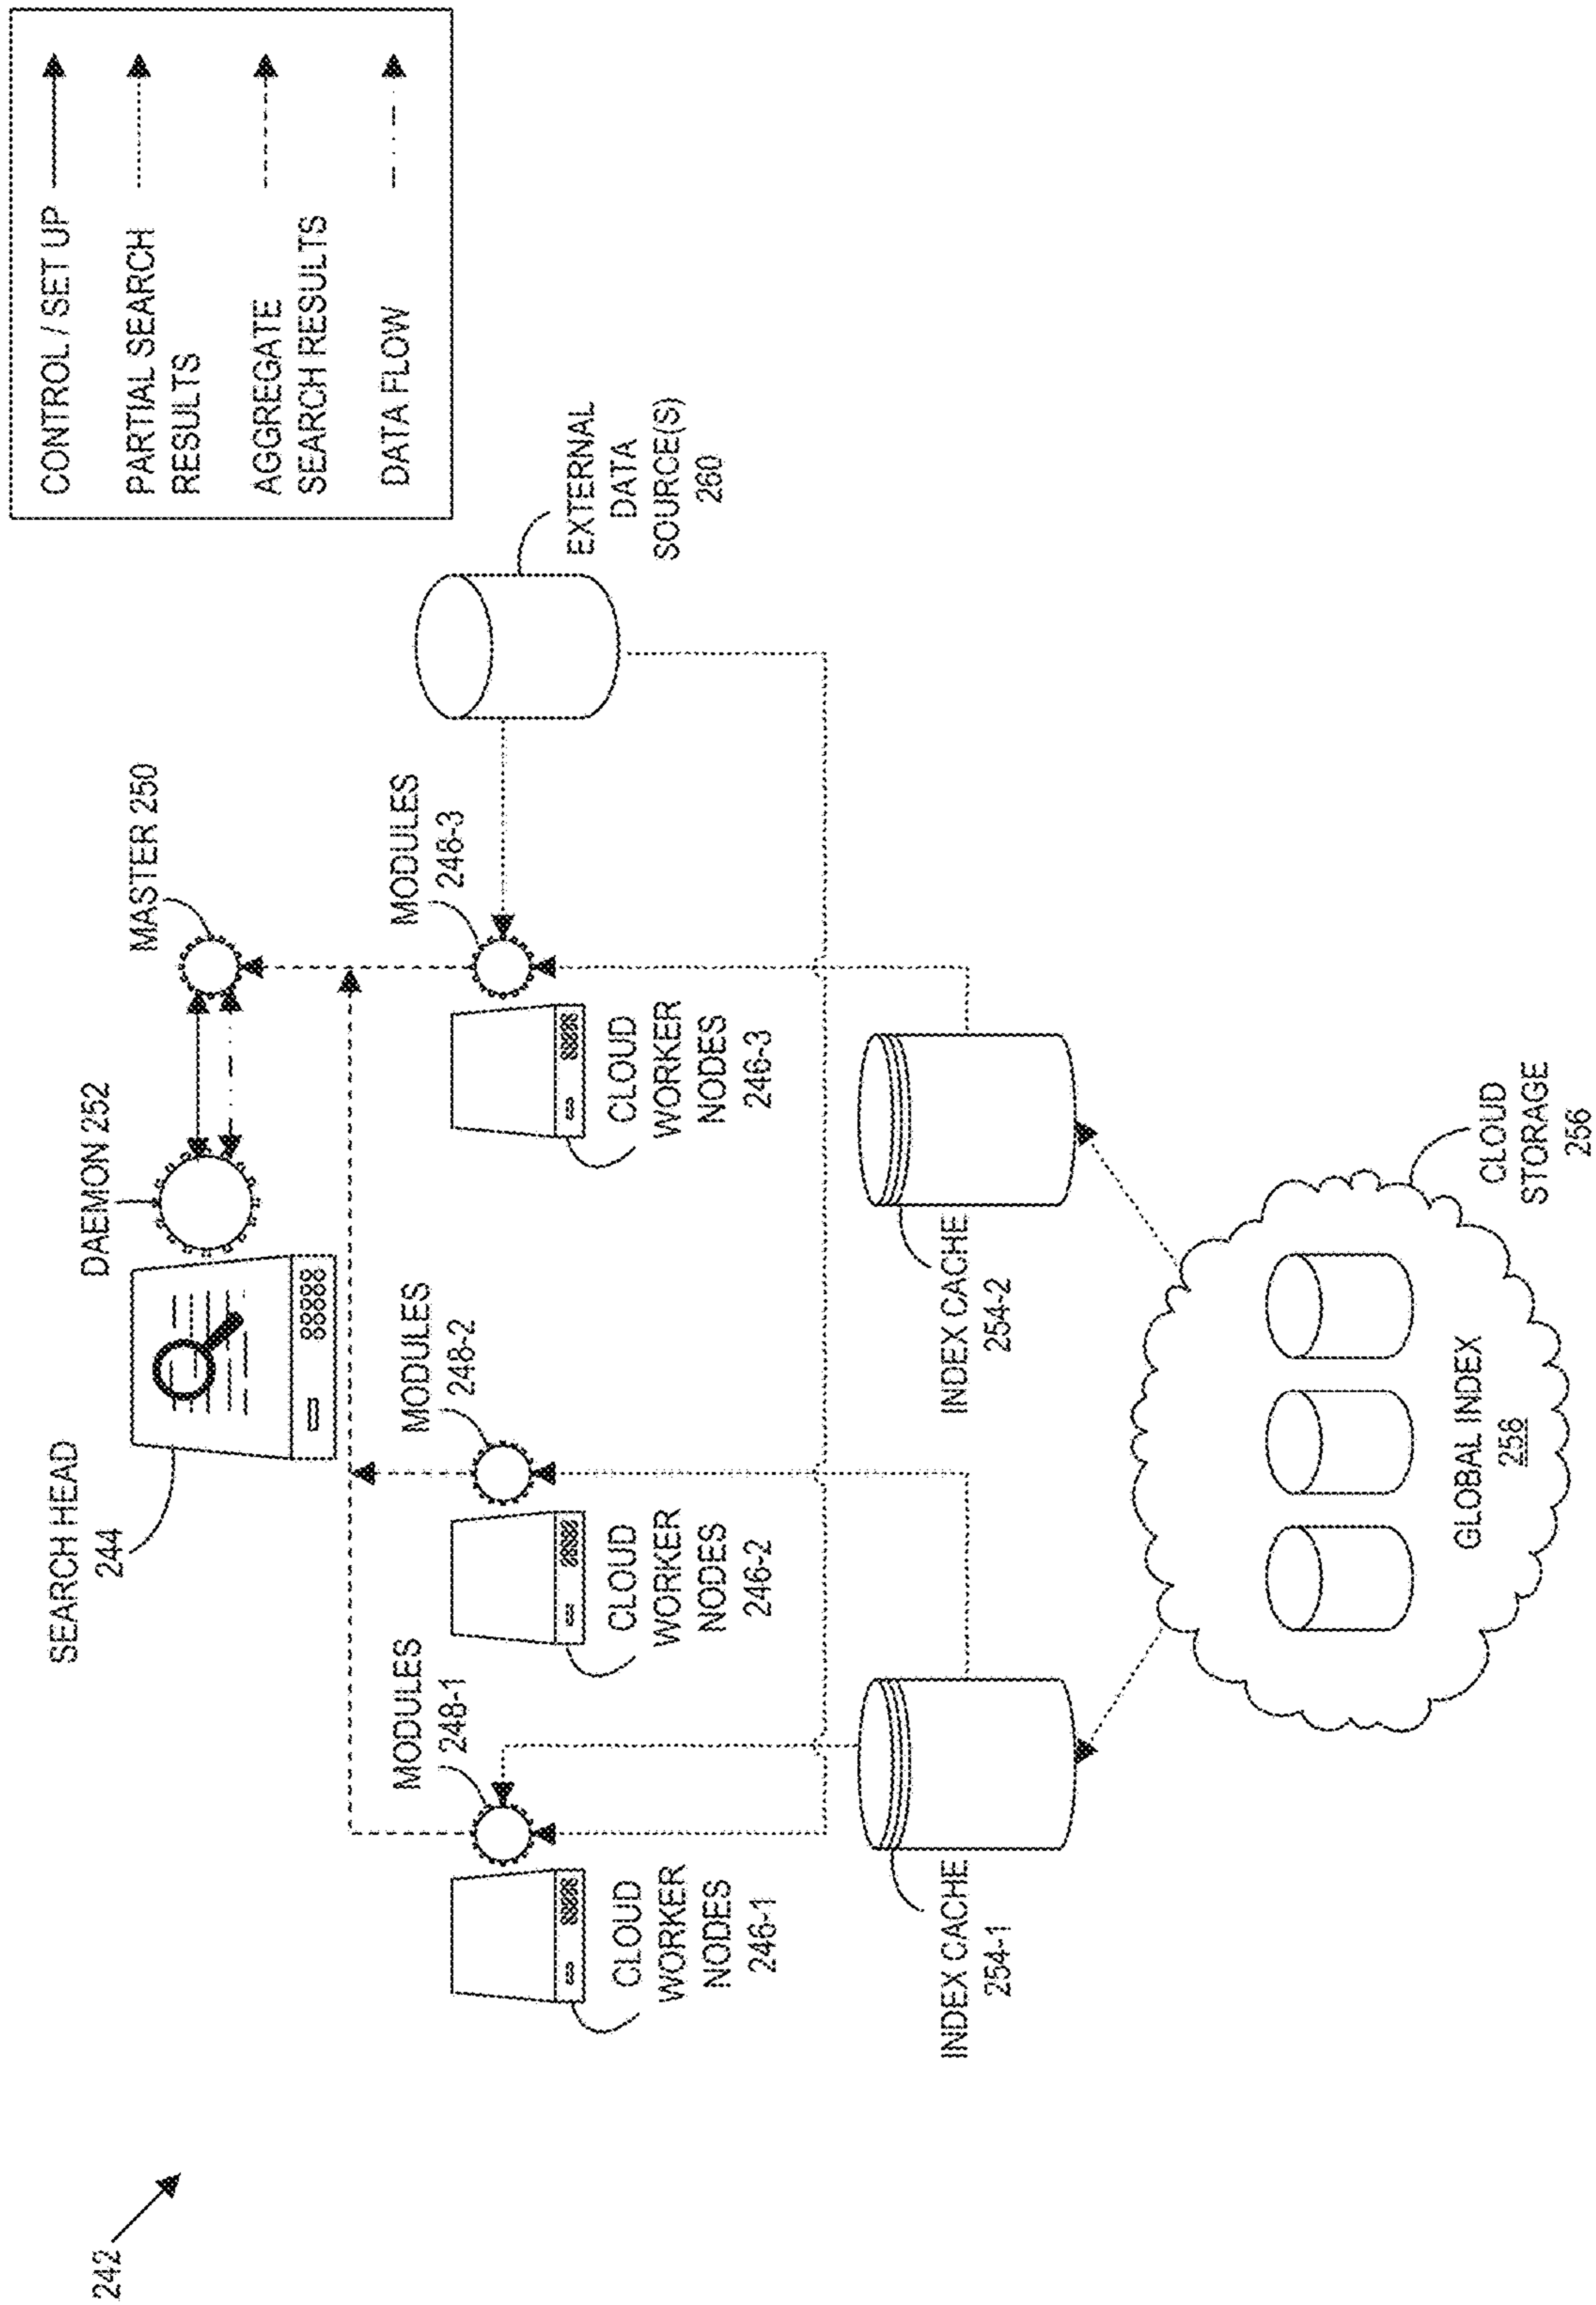 242
SEARCH HEAD
244
DAEMON 252
MASTER 250
CONTROL / SET UP
PARTIAL SEARCH
RESULTS
AGGREGATE
SEARCH RESULTS
DATA FLOW
MODULES
248-1
MODULES
248-2
MODULES
248-3
EXTERNAL
DATA
SOURCE(S)
260
CLOUD
WORKER
NODES
246-1
CLOUD
WORKER
NODES
246-2
CLOUD
WORKER
NODES
246-3
INDEX CACHE
254-1
INDEX CACHE
254-2
GLOBAL INDEX
258
CLOUD
STORAGE
256